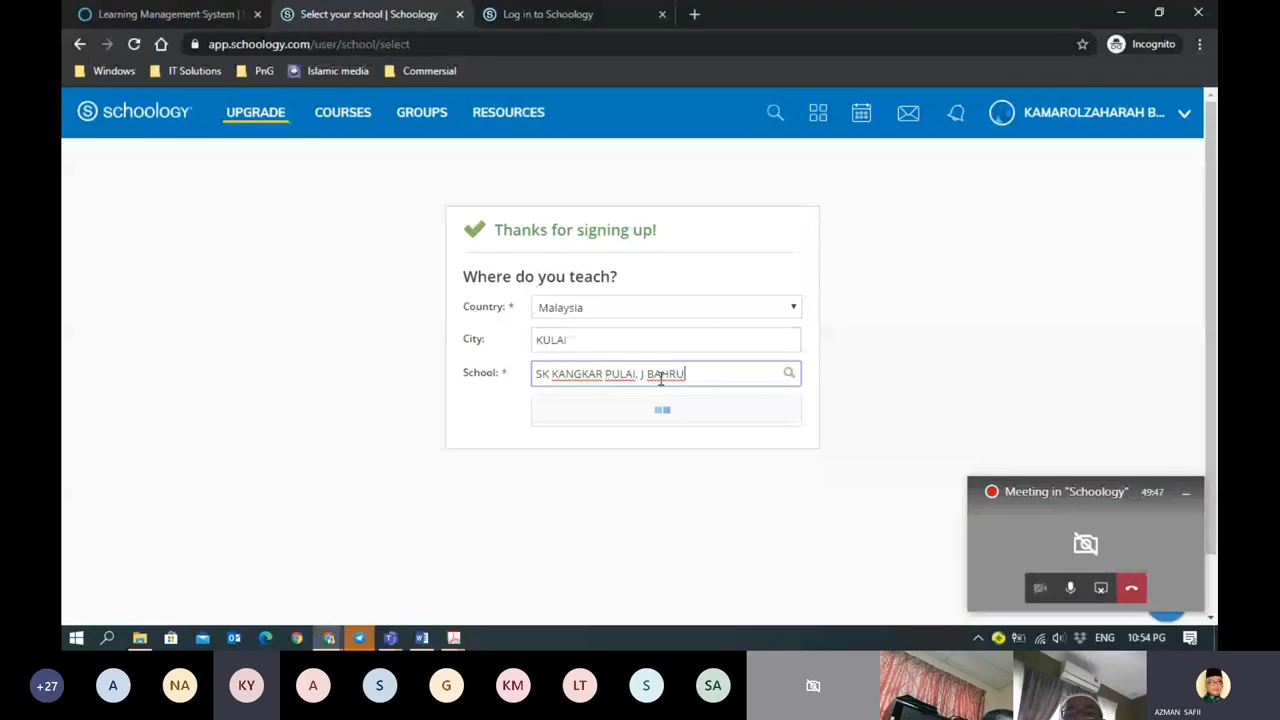 Learning Management System | Select your school | Schoology Log in to Schoology
app.schoology.com/user/school/select Incognito
Windows IT Solutions PnG Islamic media Commersial
schoology UPGRADE COURSES GROUPS RESOURCES KAMAROLZAHARAH B...
Thanks for signing up!
Where do you teach?
Country: * Malaysia
City: KULAI
School: * SK KANGKAR PULAI, J BAHRU
Meeting in "Schoology" 49:47
ENG 10:54 PG
+27 A NA KY A S G KM LT S SA
AZMAN SAFII